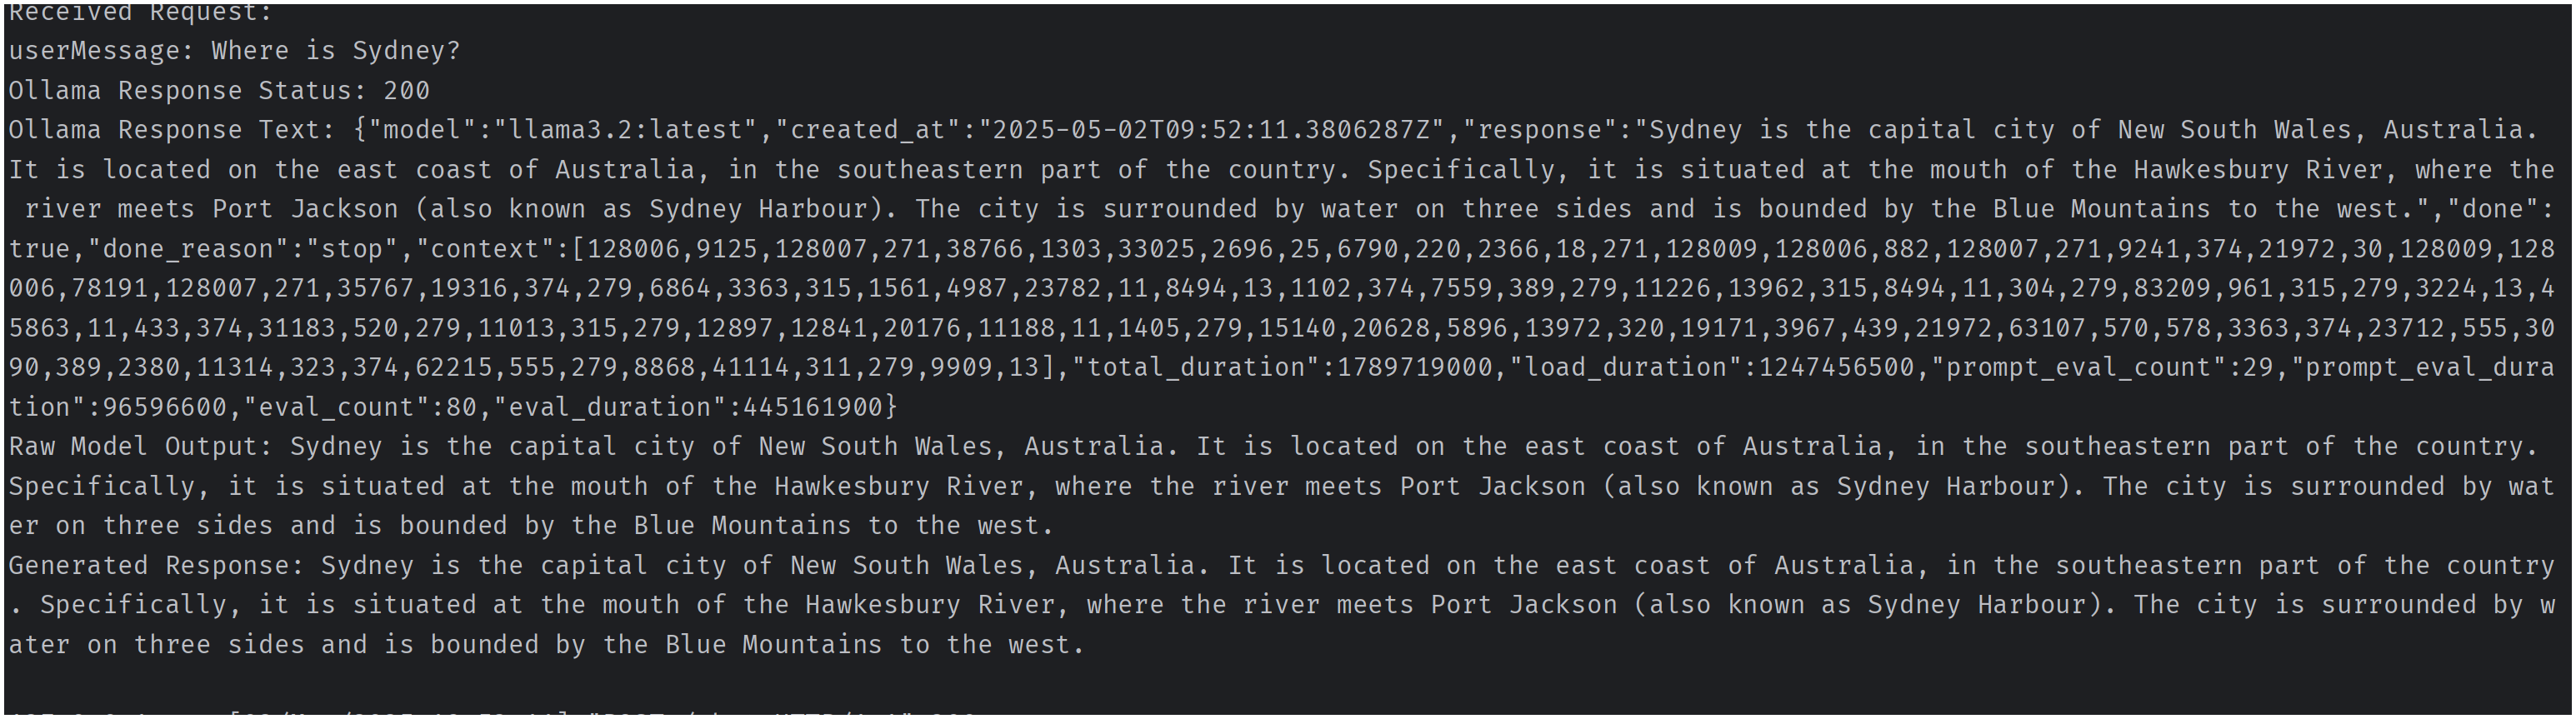 Received Request:
userMessage: Where is Sydney?
Ollama Response Status: 200
Ollama Response Text: {"model":"llama3.2:latest","created_at":"2025-05-02T09:52:11.3806287Z","response":"Sydney is the capital city of New South Wales, Australia.
It is located on the east coast of Australia, in the southeastern part of the country. Specifically, it is situated at the mouth of the Hawkesbury River, where the
river meets Port Jackson (also known as Sydney Harbour). The city is surrounded by water on three sides and is bounded by the Blue Mountains to the west.","done":
true,"done_reason":"stop","context":[128006,9125,128007,271,38766,1303,33025,2696,25,6790,220,2366,18,271,128009,128006,882,128007,271,9241,374,21972,30,128009,128
006,78191,128007,271,35767,19316,374,279,6864,3363,315,1561,4987,23782,11,8494,13,1102,374,7559,389,279,11226,13962,315,8494,11,304,279,83209,961,315,279,3224,13,4
5863,11,433,374,31183,520,279,11013,315,279,12897,12841,20176,11188,11,1405,279,15140,20628,5896,13972,320,19171,3967,439,21972,63107,570,578,3363,374,23712,555,30
90,389,2380,11314,323,374,62215,555,279,8868,41114,311,279,9909,13],"total_duration":1789719000,"load_duration":1247456500,"prompt_eval_count":29,"prompt_eval_dura
tion":96596600,"eval_count":80,"eval_duration":445161900}
Raw Model Output: Sydney is the capital city of New South Wales, Australia. It is located on the east coast of Australia, in the southeastern part of the country.
Specifically, it is situated at the mouth of the Hawkesbury River, where the river meets Port Jackson (also known as Sydney Harbour). The city is surrounded by wat
er on three sides and is bounded by the Blue Mountains to the west.
Generated Response: Sydney is the capital city of New South Wales, Australia. It is located on the east coast of Australia, in the southeastern part of the country
. Specifically, it is situated at the mouth of the Hawkesbury River, where the river meets Port Jackson (also known as Sydney Harbour). The city is surrounded by w
ater on three sides and is bounded by the Blue Mountains to the west.